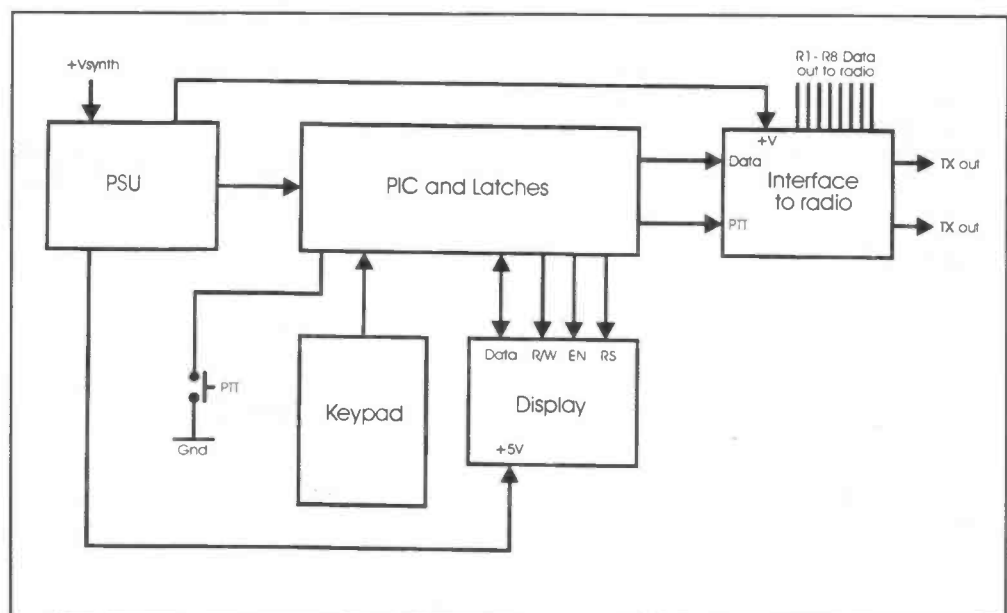 +Vsynth
R1 - R8 Data
out to radio
PSU
PIC and Latches
+V
Data
Interface
to radio
PTT
TX out
TX out
PTT
Gnd
Keypad
Data R/W EN RS
Display
+5V